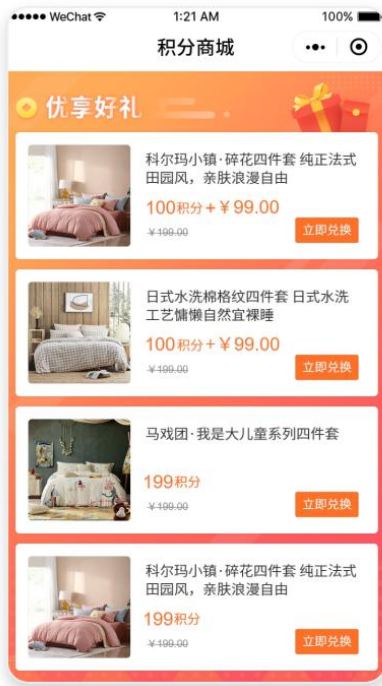 WeChat
1:21 AM
100%
积分商城
优享好礼
科尔玛小镇·碎花四件套 纯正法式
田园风，亲肤浪漫自由
100积分+￥99.00
￥199.00
立即兑换
日式水洗棉格纹四件套 日式水洗
工艺慵懒自然宜裸睡
100积分+￥99.00
￥199.00
立即兑换
马戏团·我是大儿童系列四件套
199积分
￥199.00
立即兑换
科尔玛小镇·碎花四件套 纯正法式
田园风，亲肤浪漫自由
199积分
￥199.00
立即兑换